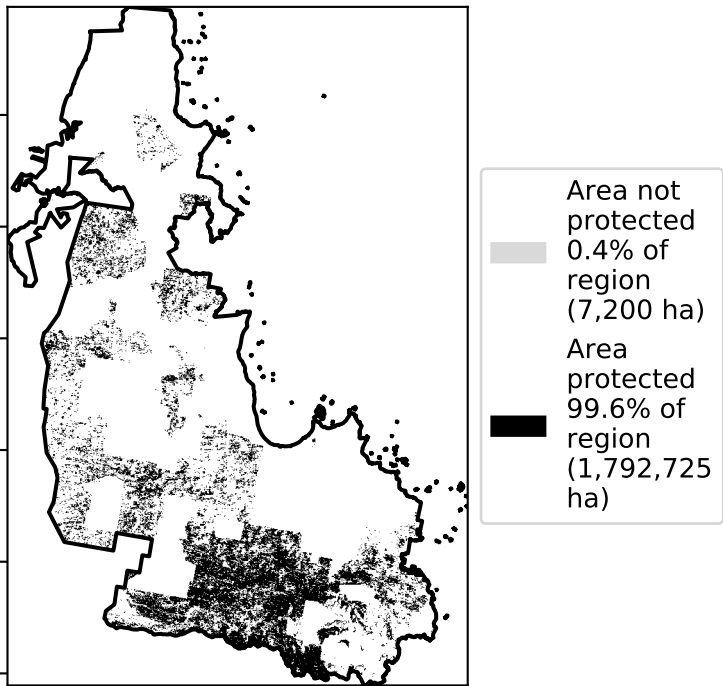 Area not
protected
0.4% of
region
(7,200 ha)
Area
protected
99.6% of
region
(1,792,725
ha)